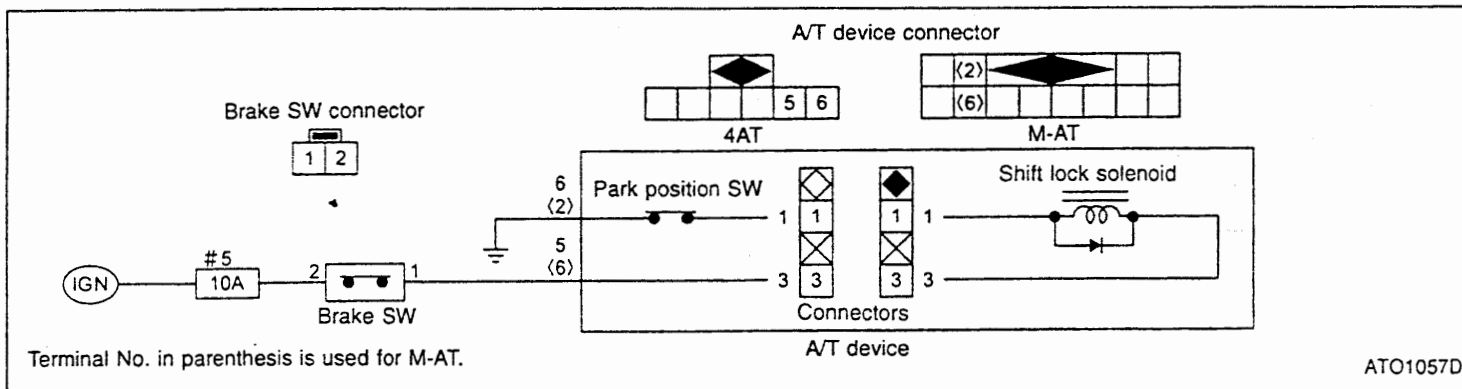 A/T device connector
⟨2⟩
5 6
⟨6⟩
4AT
M-AT
Brake SW connector
1 2
Shift lock solenoid
6
⟨2⟩
Park position SW
1 1
1 1
5
⟨6⟩
3 3
3 3
IGN
#5
10A
2
1
Brake SW
Connectors
A/T device
Terminal No. in parenthesis is used for M-AT.
ATO1057D